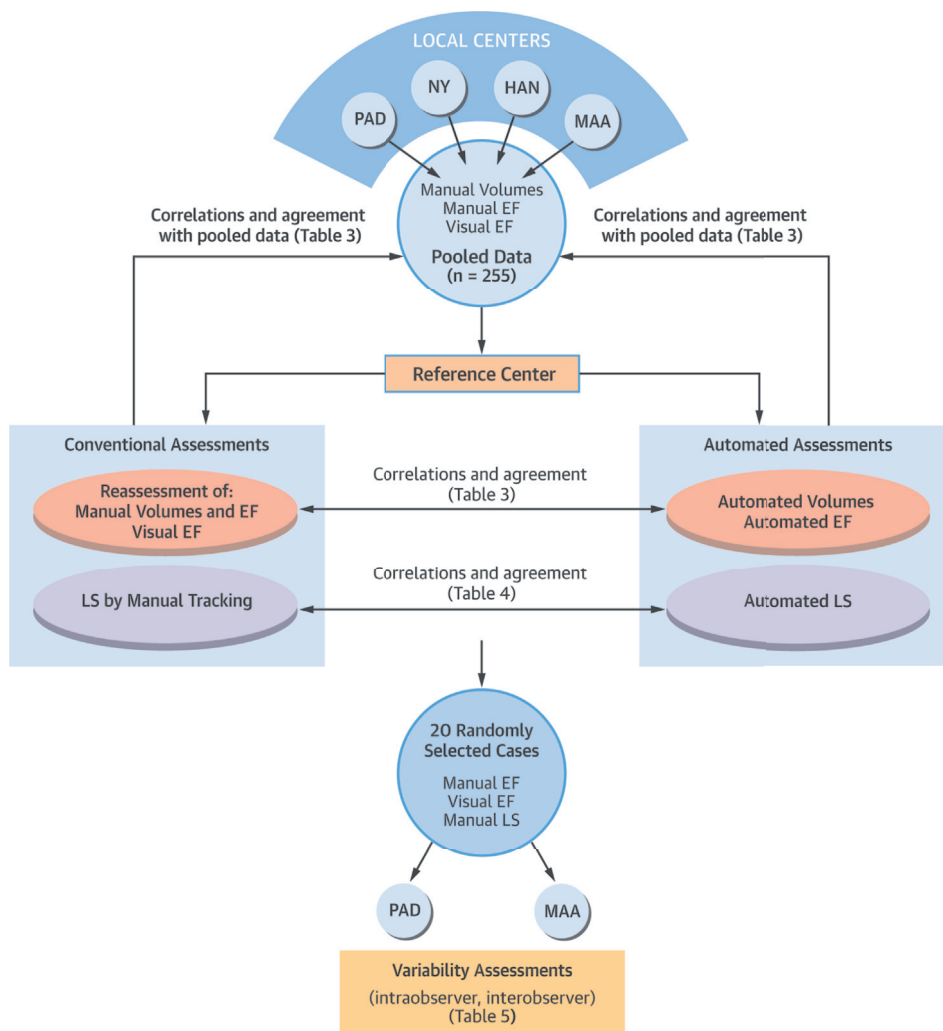 LOCAL CENTERS
PAD
NY
HAN
MAA
Manual Volumes
Manual EF
Visual EF
Pooled Data
(n = 255)
Correlations and agreement
with pooled data (Table 3)
Correlations and agreement
with pooled data (Table 3)
Reference Center
Conventional Assessments
Reassessment of:
Manual Volumes and EF
Visual EF
LS by Manual Tracking
Correlations and agreement
(Table 3)
Correlations and agreement
(Table 4)
Automated Assessments
Automated Volumes
Automated EF
Automated LS
20 Randomly
Selected Cases
Manual EF
Visual EF
Manual LS
PAD
MAA
Variability Assessments
(intraobserver, interobserver)
(Table 5)